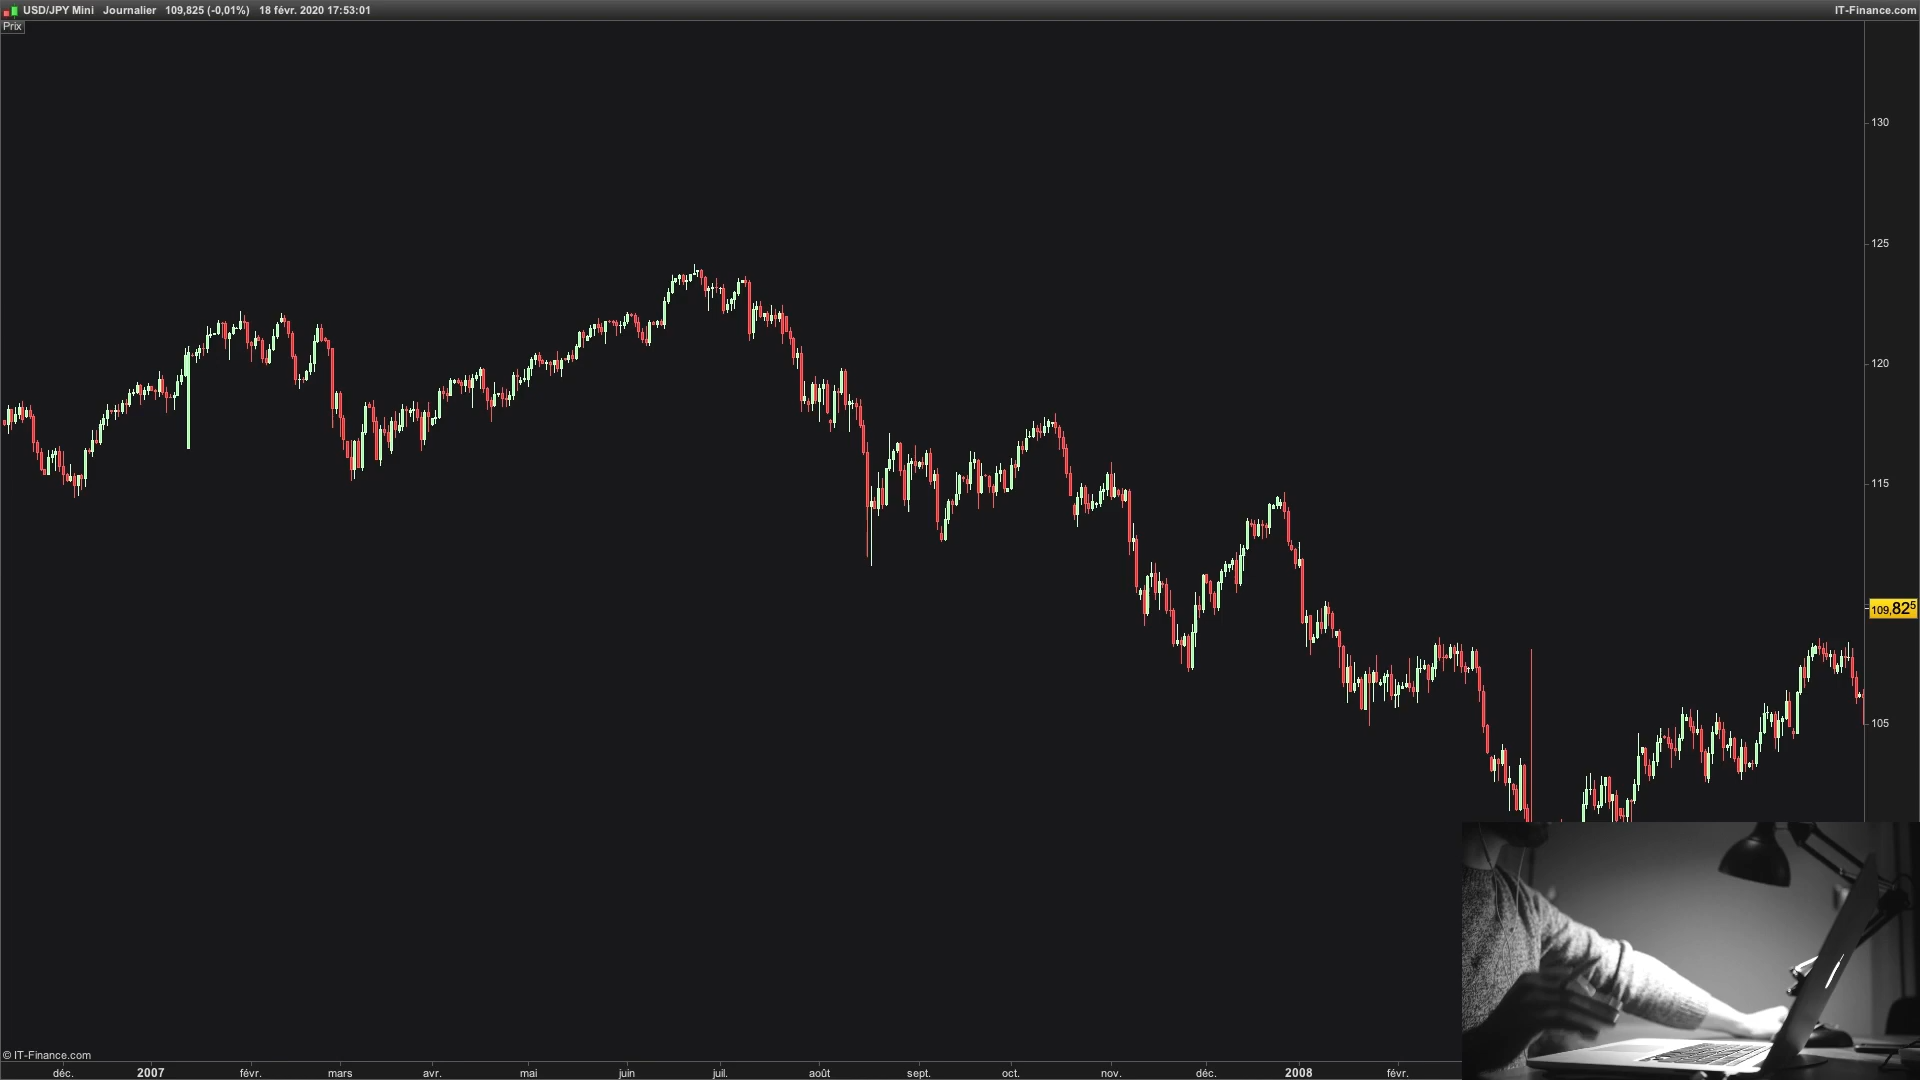 USD/JPY Mini Journalier 109,825 (-0,01%) 18 févr. 2020 17:53:01 IT-Finance.com
Prix
130
125
120
115
109,825
105
© IT-Finance.com
déc. 2007 févr. mars avr. mai juin juil. août sept. oct. nov. déc. 2008 févr.